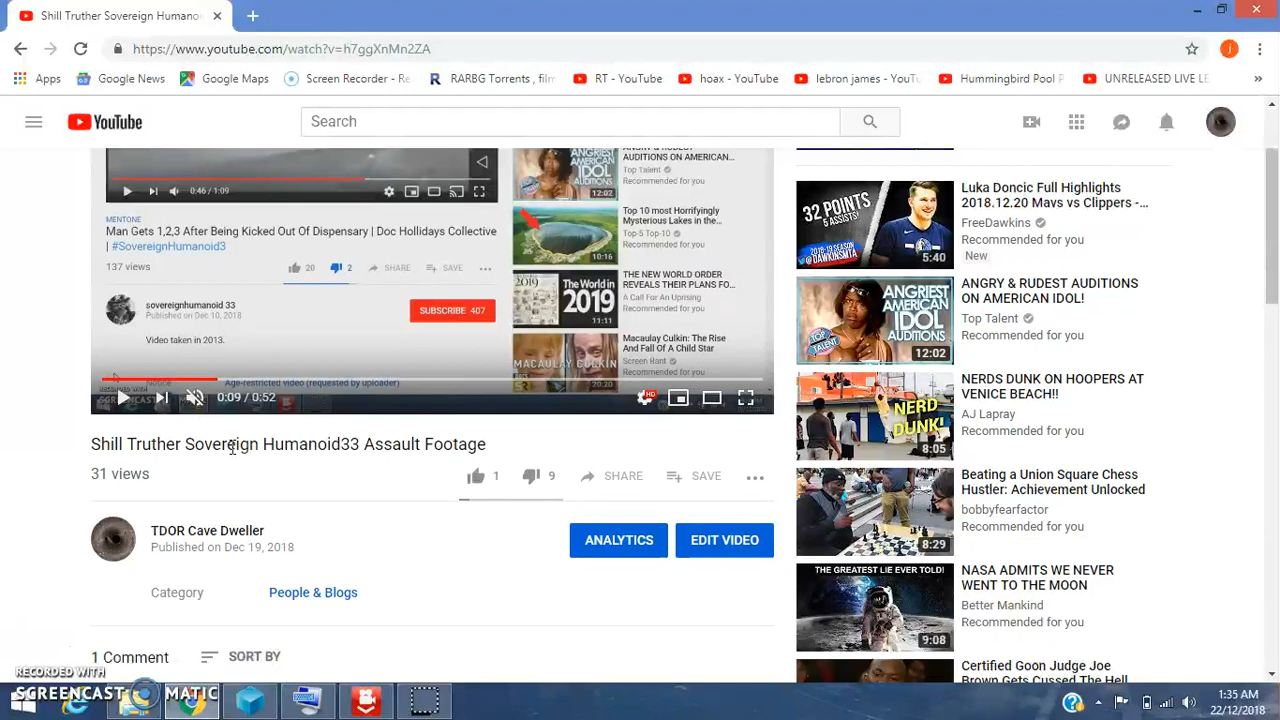 Shill Truther Sovereign Humano
https://www.youtube.com/watch?v=h7ggXnMn2ZA
Apps
Google News
Google Maps
Screen Recorder - Re
RARBG Torrents , film
RT - YouTube
hoax - YouTube
lebron james - YouTu
Hummingbird Pool P
UNRELEASED LIVE LE
YouTube
Search
0:46 / 1:09
MENTONE
Man Gets 1,2,3 After Being Kicked Out Of Dispensary | Doc Hollidays Collective
| #SovereignHumanoid3
137 views
20
2
SHARE
SAVE
sovereignhumanoid 33
Published on Dec 10, 2018
SUBSCRIBE 407
Video taken in 2013.
Notice
Age-restricted video (requested by uploader)
ANGRY & RUDEST
AUDITIONS ON AMERICAN...
Top Talent
Recommended for you
12:02
Top 10 most Horrifyingly
Mysterious Lakes in the...
Top 5 Top-10
Recommended for you
10:16
THE NEW WORLD ORDER
REVEALS THEIR PLANS FO...
A Call For An Uprising
Recommended for you
2019
The World in
2019
11:11
Macaulay Culkin: The Rise
And Fall Of A Child Star
Screen Rant
Recommended for you
MACAULAY CULKIN
20:20
0:09 / 0:52
HD
Shill Truther Sovereign Humanoid33 Assault Footage
31 views
1
9
SHARE
SAVE
TDOR Cave Dweller
Published on Dec 19, 2018
ANALYTICS
EDIT VIDEO
Category
People & Blogs
1 Comment
SORT BY
32 POINTS
& 5 ASSISTS!
2018-2019 SEASON
@DAWKINSMTA
5:40
Luka Doncic Full Highlights
2018.12.20 Mavs vs Clippers -...
FreeDawkins
Recommended for you
New
TOP TALENT
ANGRIEST
AMERICAN
IDOL
AUDITIONS
12:02
ANGRY & RUDEST AUDITIONS
ON AMERICAN IDOL!
Top Talent
Recommended for you
NERD
DUNK!
8:05
NERDS DUNK ON HOOPERS AT
VENICE BEACH!!
AJ Lapray
Recommended for you
8:29
Beating a Union Square Chess
Hustler: Achievement Unlocked
bobbyfearfactor
Recommended for you
THE GREATEST LIE EVER TOLD!
9:08
NASA ADMITS WE NEVER
WENT TO THE MOON
Better Mankind
Recommended for you
Certified Goon Judge Joe
Brown Gets Cussed The Hell
RECORDED WITH
SCREENCAST MATIC
1:35 AM
22/12/2018